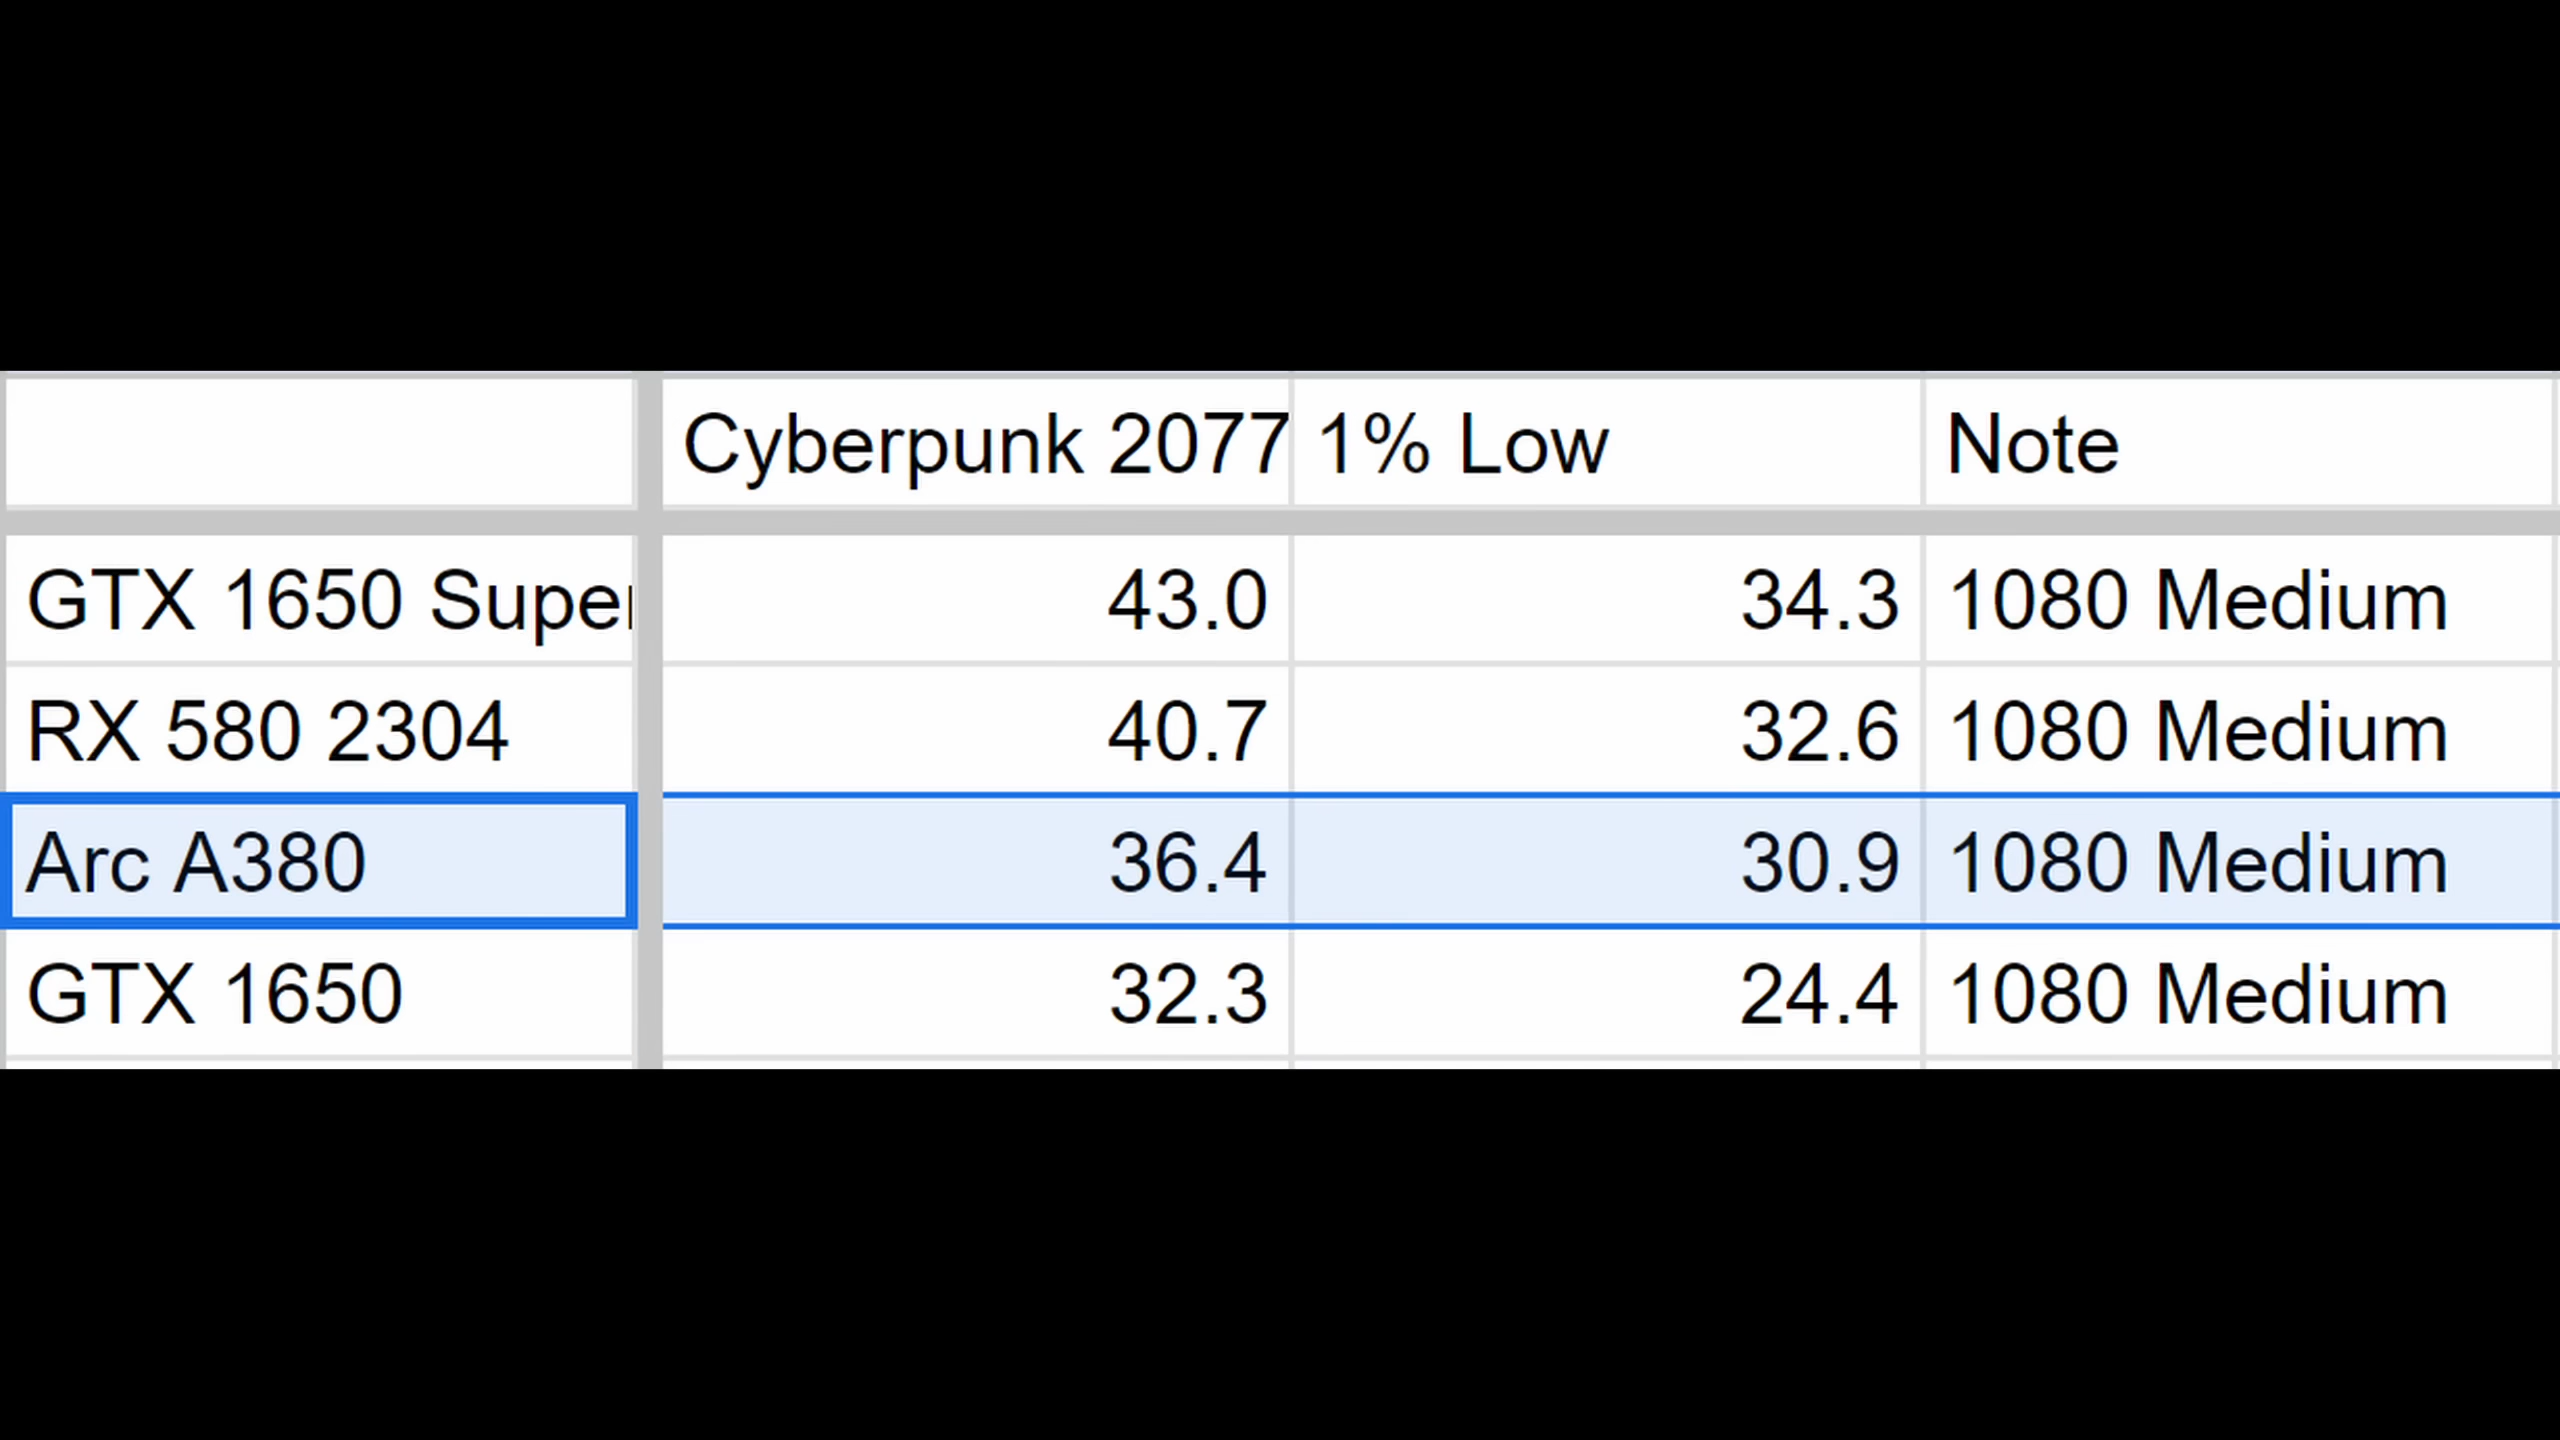 Cyberpunk 2077 1% Low Note
GTX 1650 Super 43.0 34.3 1080 Medium
RX 580 2304 40.7 32.6 1080 Medium
Arc A380 36.4 30.9 1080 Medium
GTX 1650 32.3 24.4 1080 Medium